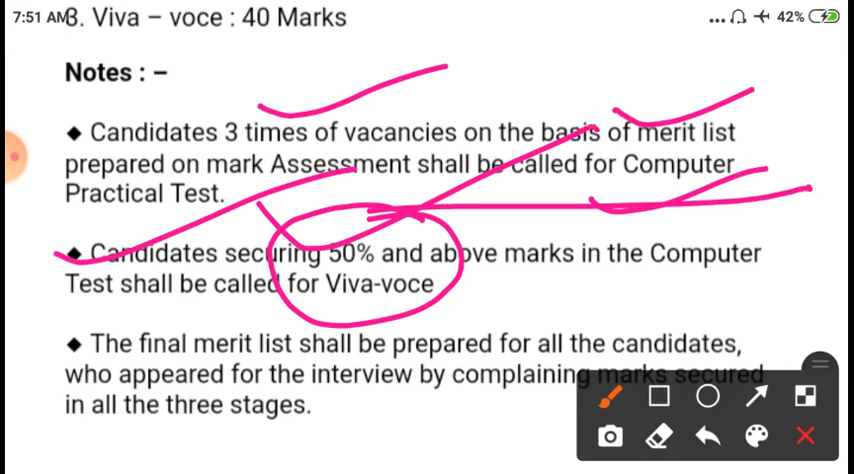 7:51 AM
3. Viva – voce : 40 Marks
... 42%
Notes : –
◆ Candidates 3 times of vacancies on the basis of merit list
prepared on mark Assessment shall be called for Computer
Practical Test.
◆ Candidates securing 50% and above marks in the Computer
Test shall be called for Viva-voce
◆ The final merit list shall be prepared for all the candidates,
who appeared for the interview by complaining marks secured
in all the three stages.